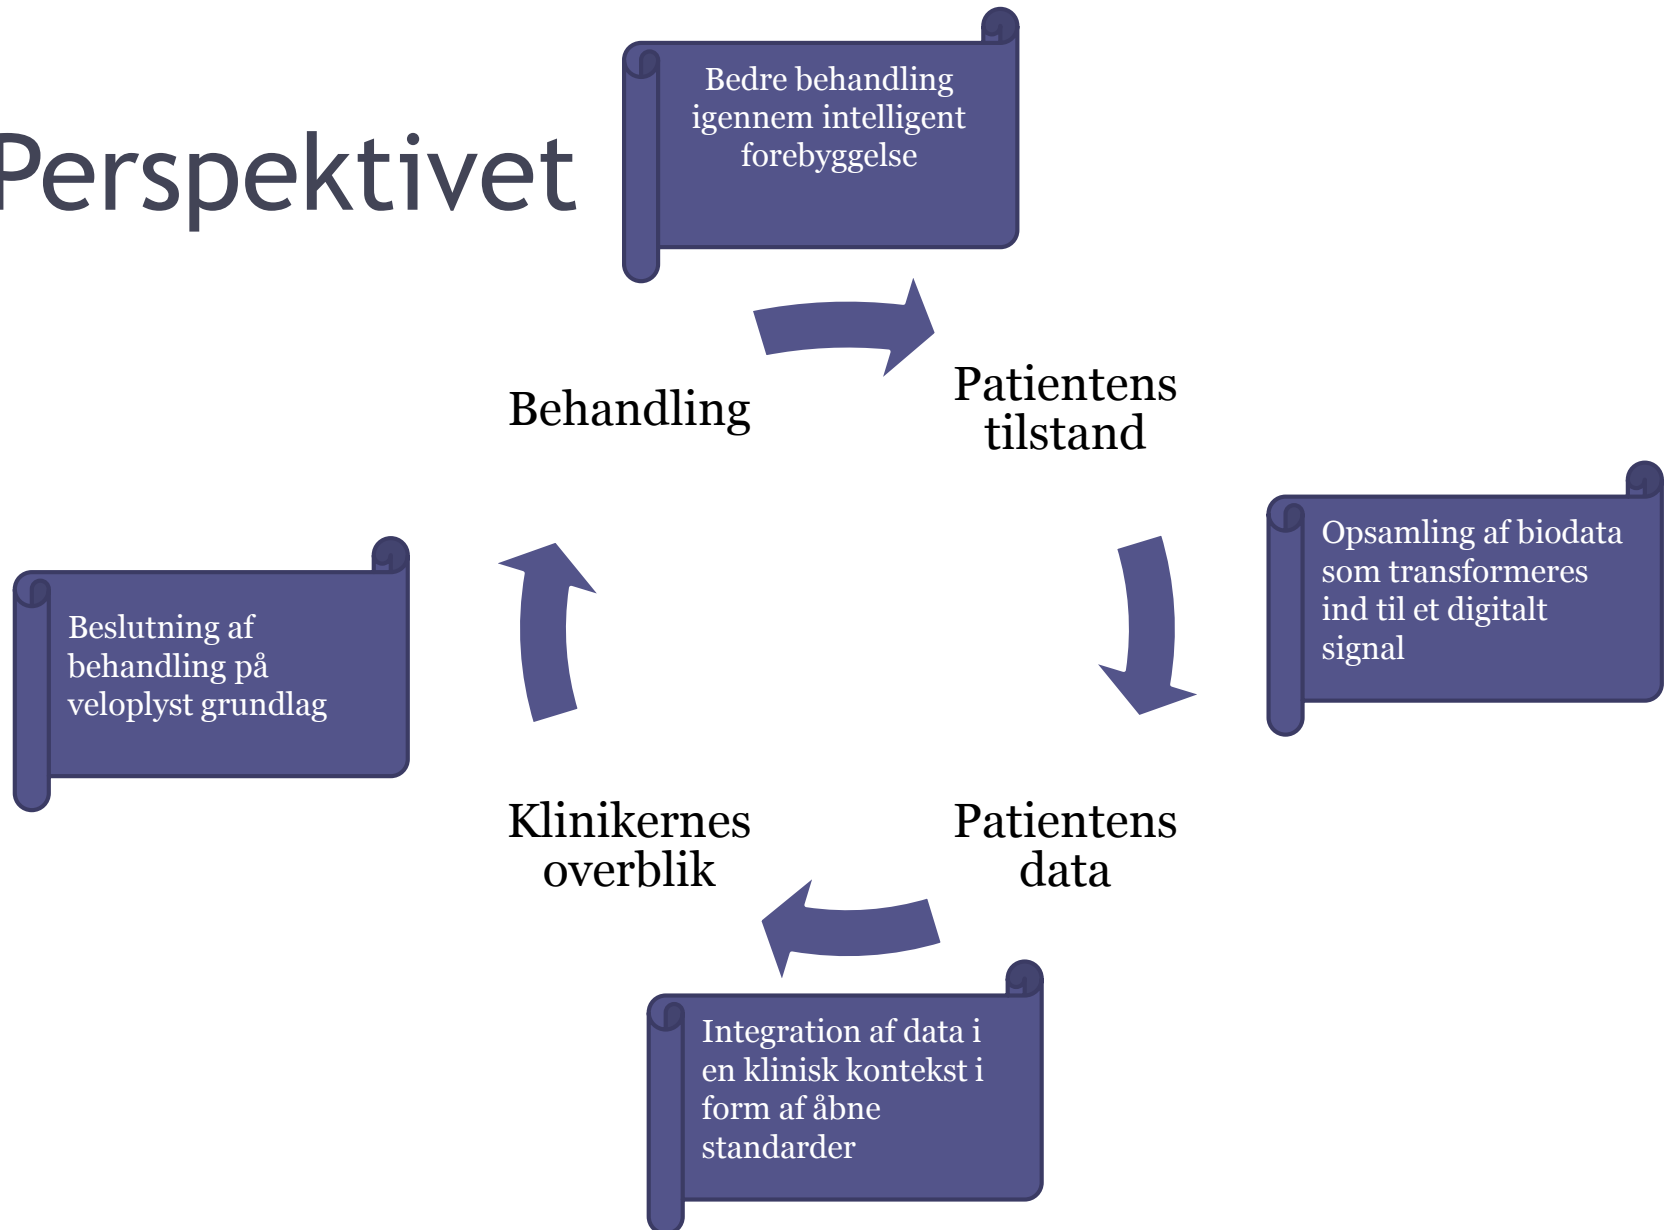 Perspektivet
Bedre behandling
igennem intelligent
forebyggelse
Behandling
Patientens
tilstand
Opsamling af biodata
som transformeres
ind til et digitalt
signal
Beslutning af
behandling på
veloplyst grundlag
Klinikernes
overblik
Patientens
data
Integration af data i
en klinisk kontekst i
form af åbne
standarder